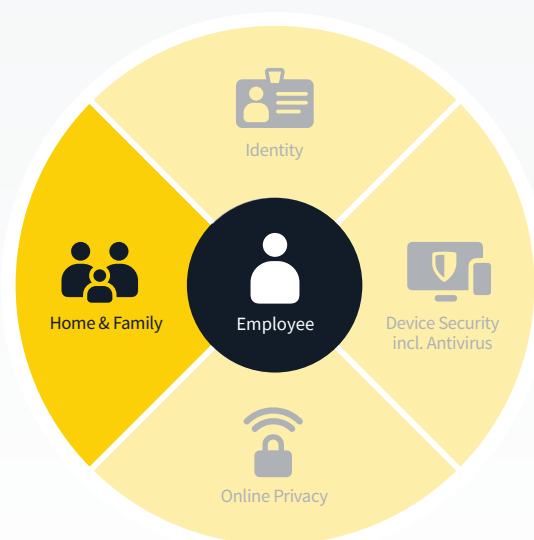 Identity
Home & Family
Employee
Device Security
incl. Antivirus
Online Privacy